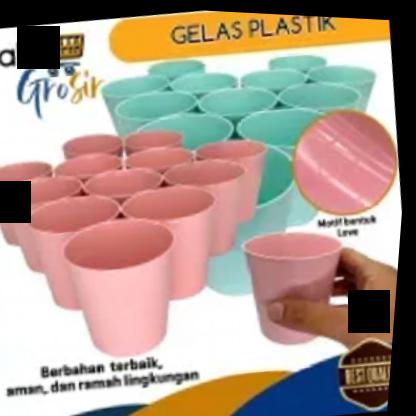 GELAS PLASTIK
Grosir
Motif bentuk
Love
Berbahan terbaik,
aman, dan ramah lingkungan